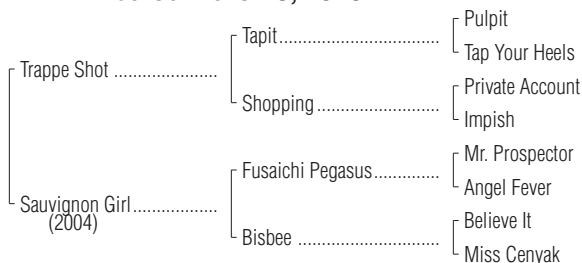 Trappe Shot ....................
Sauvignon Girl ................
(2004)
Tapit ...............................
Shopping ........................
Fusaichi Pegasus .............
Bisbee ............................
Pulpit
Tap Your Heels
Private Account
Impish
Mr. Prospector
Angel Fever
Believe It
Miss Cenyak